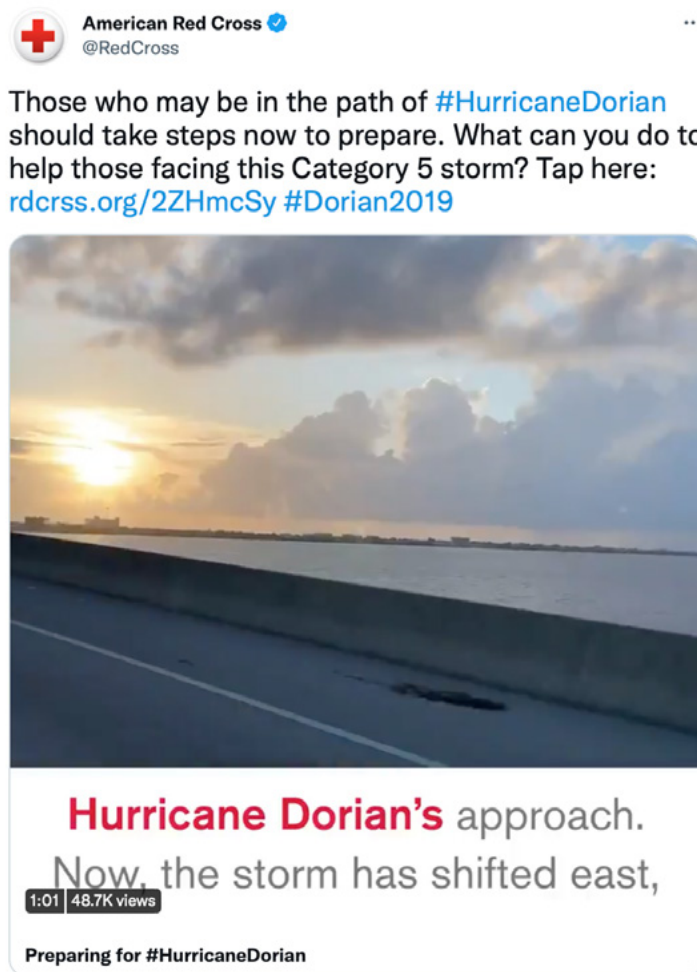 American Red Cross
@RedCross
Those who may be in the path of #HurricaneDorian
should take steps now to prepare. What can you do to
help those facing this Category 5 storm? Tap here:
rdcrss.org/2ZHmcSy #Dorian2019
Hurricane Dorian's approach.
Now, the storm has shifted east,
1:01 48.7K views
Preparing for #HurricaneDorian